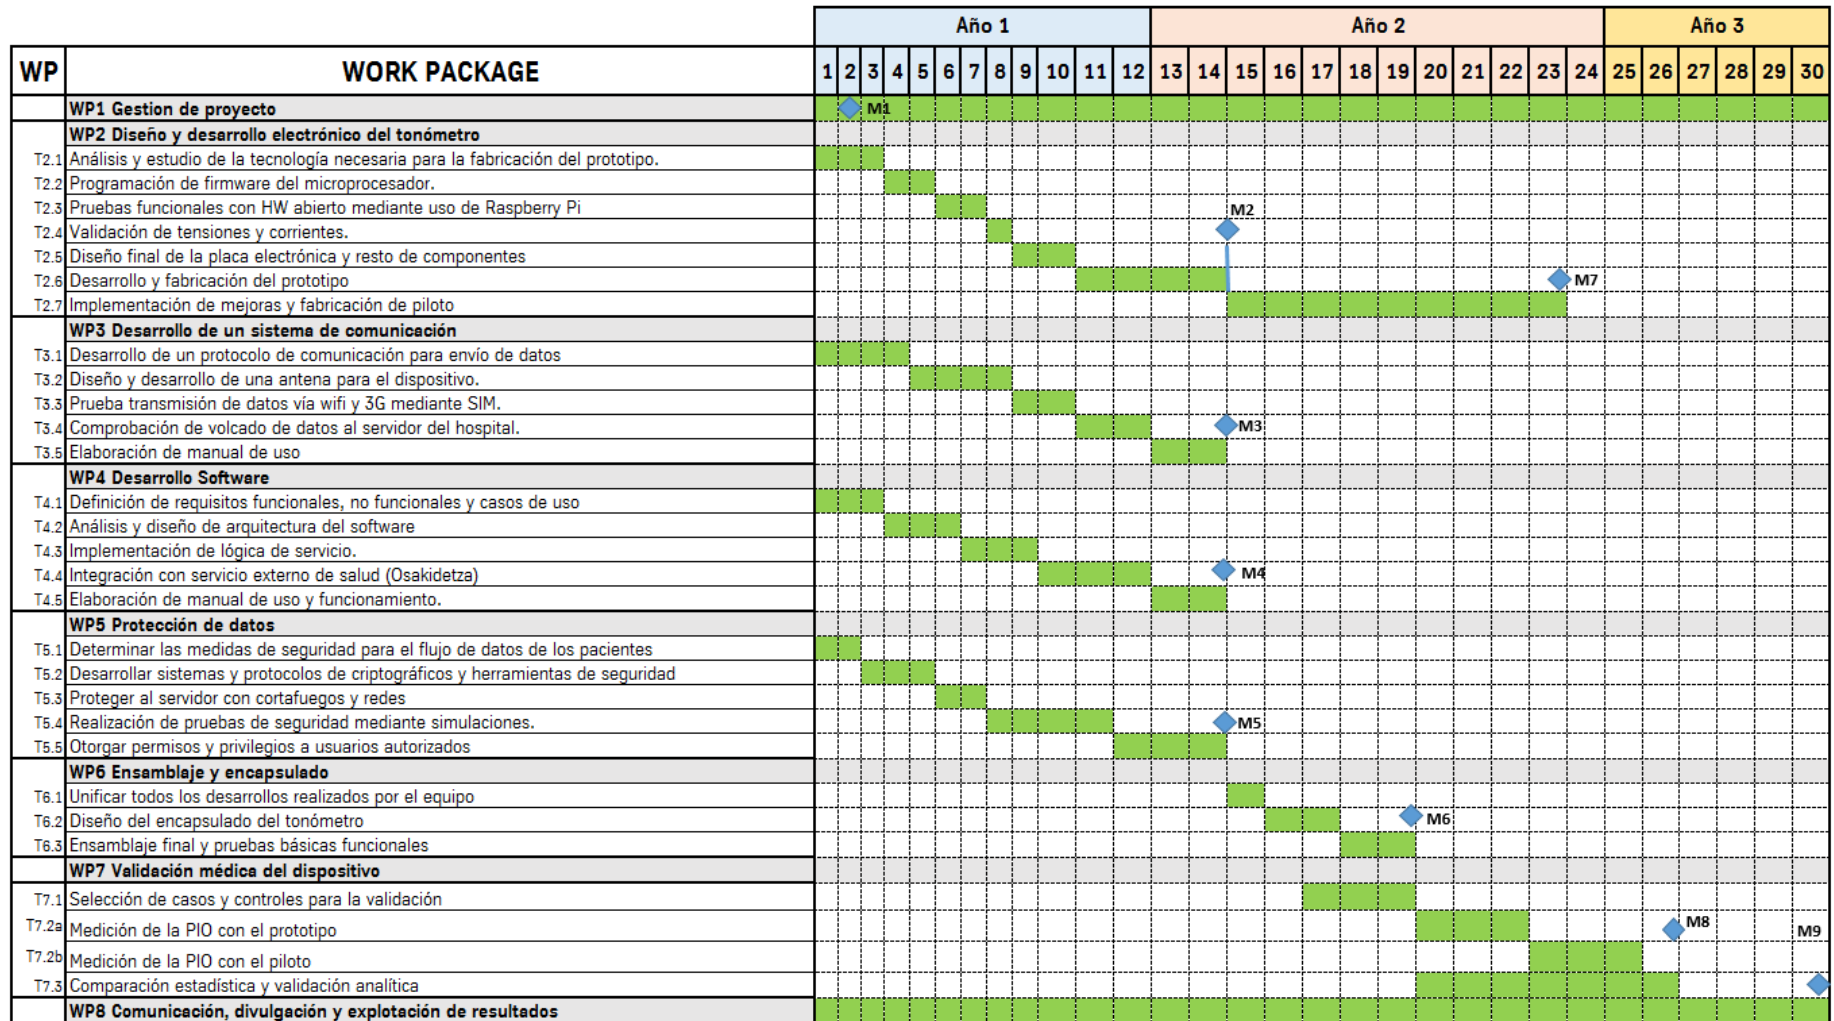 Año 1 Año 2 Año 3
WP WORK PACKAGE 1 2 3 4 5 6 7 8 9 10 11 12 13 14 15 16 17 18 19 20 21 22 23 24 25 26 27 28 29 30
WP1 Gestion de proyecto M1
WP2 Diseño y desarrollo electrónico del tonómetro
T2.1 Análisis y estudio de la tecnología necesaria para la fabricación del prototipo.
T2.2 Programación de firmware del microprocesador.
T2.3 Pruebas funcionales con HW abierto mediante uso de Raspberry Pi M2
T2.4 Validación de tensiones y corrientes.
T2.5 Diseño final de la placa electrónica y resto de componentes
T2.6 Desarrollo y fabricación del prototipo M7
T2.7 Implementación de mejoras y fabricación de piloto
WP3 Desarrollo de un sistema de comunicación
T3.1 Desarrollo de un protocolo de comunicación para envío de datos
T3.2 Diseño y desarrollo de una antena para el dispositivo.
T3.3 Prueba transmisión de datos vía wifi y 3G mediante SIM.
T3.4 Comprobación de volcado de datos al servidor del hospital. M3
T3.5 Elaboración de manual de uso
WP4 Desarrollo Software
T4.1 Definición de requisitos funcionales, no funcionales y casos de uso
T4.2 Análisis y diseño de arquitectura del software
T4.3 Implementación de lógica de servicio.
T4.4 Integración con servicio externo de salud (Osakidetza) M4
T4.5 Elaboración de manual de uso y funcionamiento.
WP5 Protección de datos
T5.1 Determinar las medidas de seguridad para el flujo de datos de los pacientes
T5.2 Desarrollar sistemas y protocolos de criptográficos y herramientas de seguridad
T5.3 Proteger al servidor con cortafuegos y redes
T5.4 Realización de pruebas de seguridad mediante simulaciones. M5
T5.5 Otorgar permisos y privilegios a usuarios autorizados
WP6 Ensamblaje y encapsulado
T6.1 Unificar todos los desarrollos realizados por el equipo
T6.2 Diseño del encapsulado del tonómetro M6
T6.3 Ensamblaje final y pruebas básicas funcionales
WP7 Validación médica del dispositivo
T7.1 Selección de casos y controles para la validación
T7.2a Medición de la PIO con el prototipo M8 M9
T7.2b Medición de la PIO con el piloto
T7.3 Comparación estadística y validación analítica
WP8 Comunicación, divulgación y explotación de resultados